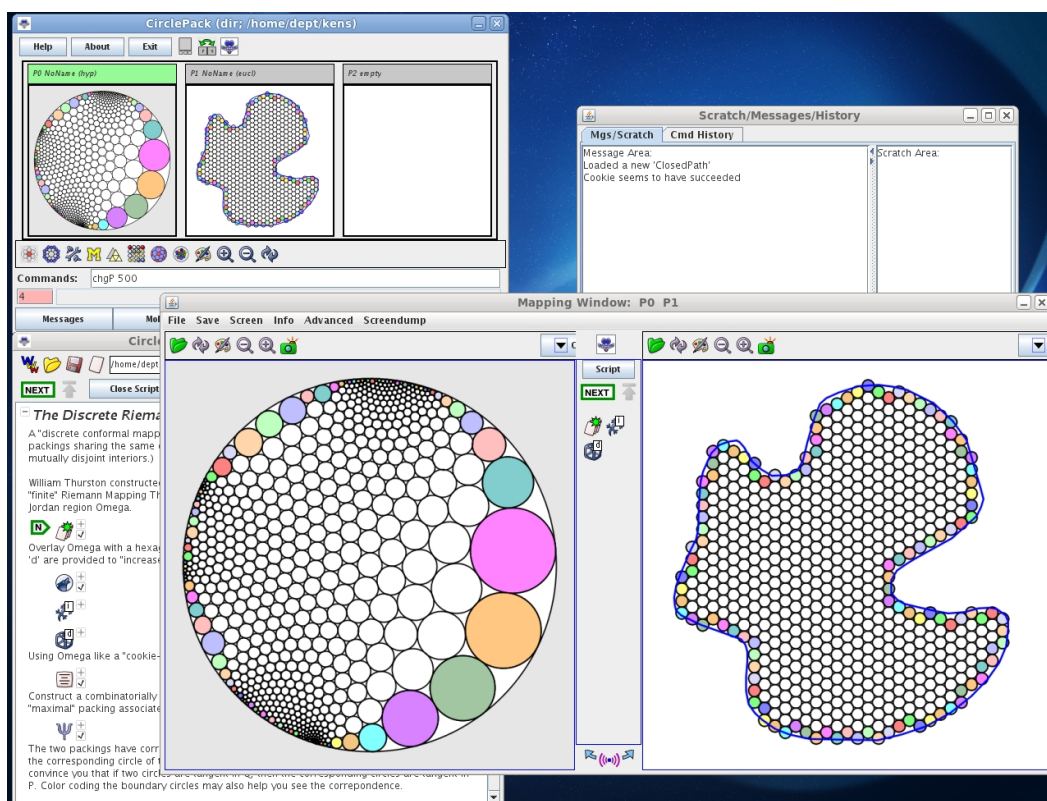 CirclePack (dir; /home/dept/kens)
Help About Exit
P0 NoName (hyp) P1 NoName (eucl) P2 empty
Commands: chgP 500
4
Messages
Scratch/Messages/History
Mgs/Scratch Cmd History
Message Area:
Loaded a new 'ClosedPath'
Cookie seems to have succeeded
Scratch Area:
Mapping Window: P0 P1
File Save Screen Info Advanced Screendump
Script
NEXT
/home/dept
NEXT Close Script
The Discrete Riema
A "discrete conformal mapp
packings sharing the same
mutually disjoint interiors.)
William Thurston constructed
"finite" Riemann Mapping Th
Jordan region Omega.
N
Overlay Omega with a hexag
'd' are provided to "increase
i
d
Using Omega like a "cookie-
Construct a combinatorially
"maximal" packing associate
Ψ
The two packings have corr
the corresponding circle of
convince you that if two circles are tangent in Q, then the corresponding circles are tangent in
P. Color coding the boundary circles may also help you see the correpondence.